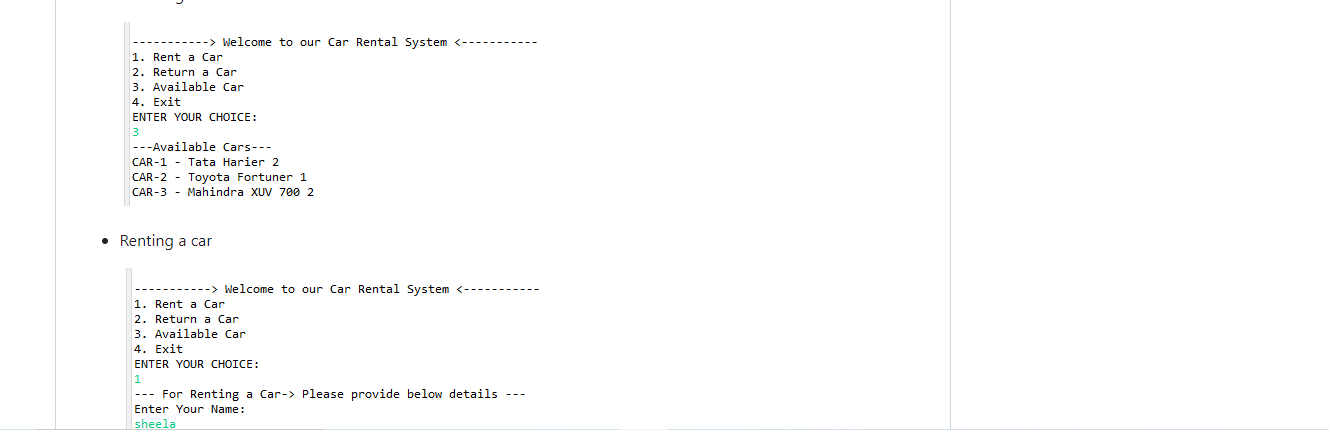 -----------> Welcome to our Car Rental System <-----------
1. Rent a Car
2. Return a Car
3. Available Car
4. Exit
ENTER YOUR CHOICE:
3
---Available Cars---
CAR-1 - Tata Harier 2
CAR-2 - Toyota Fortuner 1
CAR-3 - Mahindra XUV 700 2
• Renting a car
-----------> Welcome to our Car Rental System <-----------
1. Rent a Car
2. Return a Car
3. Available Car
4. Exit
ENTER YOUR CHOICE:
1
--- For Renting a Car-> Please provide below details ---
Enter Your Name:
sheela